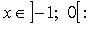 x ∈ ]−1; 0[ :